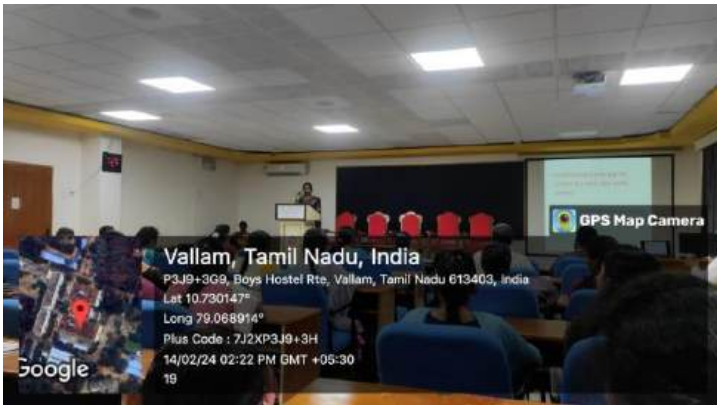 GPS Map Camera
Vallam, Tamil Nadu, India
P3J9+3G9, Boys Hostel Rte, Vallam, Tamil Nadu 613403, India
Lat 10.730147°
Long 79.068914°
Plus Code : 7J2XP3J9+3H
14/02/24 02:22 PM GMT +05:30
19
Google